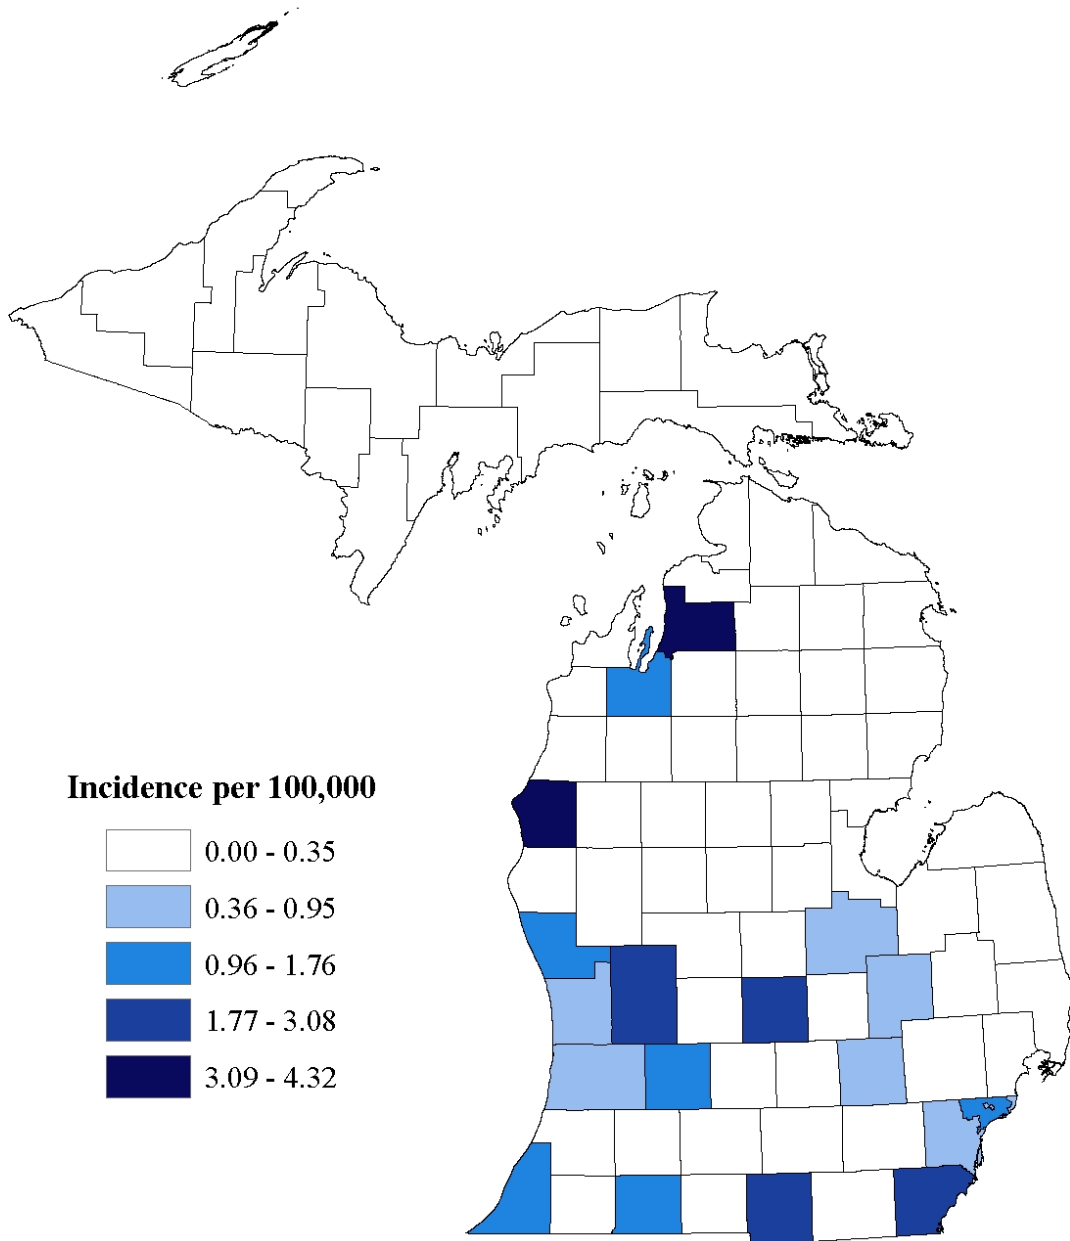 Incidence per 100,000
0.00 - 0.35
0.36 - 0.95
0.96 - 1.76
1.77 - 3.08
3.09 - 4.32